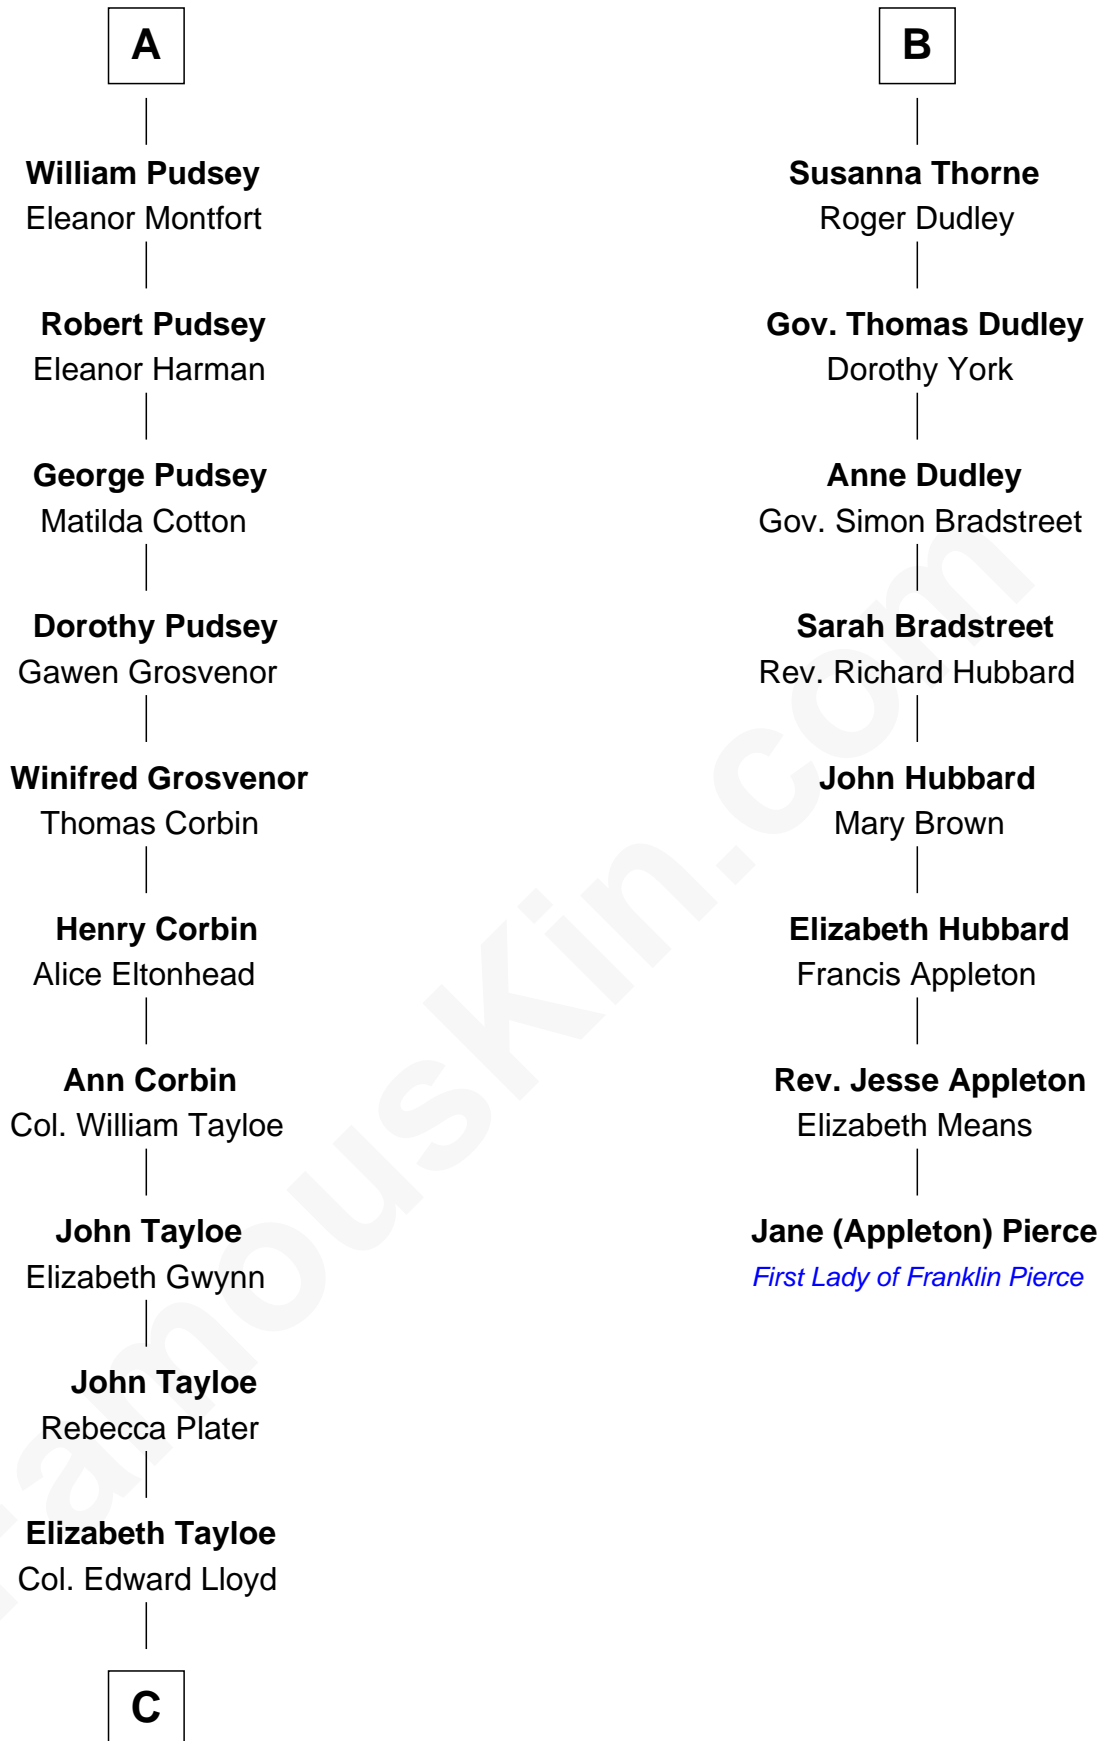 A
William Pudsey
Eleanor Montfort
Robert Pudsey
Eleanor Harman
George Pudsey
Matilda Cotton
Dorothy Pudsey
Gawen Grosvenor
Winifred Grosvenor
Thomas Corbin
Henry Corbin
Alice Eltonhead
Ann Corbin
Col. William Tayloe
John Tayloe
Elizabeth Gwynn
John Tayloe
Rebecca Plater
Elizabeth Tayloe
Col. Edward Lloyd
C
B
Susanna Thorne
Roger Dudley
Gov. Thomas Dudley
Dorothy York
Anne Dudley
Gov. Simon Bradstreet
Sarah Bradstreet
Rev. Richard Hubbard
John Hubbard
Mary Brown
Elizabeth Hubbard
Francis Appleton
Rev. Jesse Appleton
Elizabeth Means
Jane (Appleton) Pierce
First Lady of Franklin Pierce
FamousKin.com